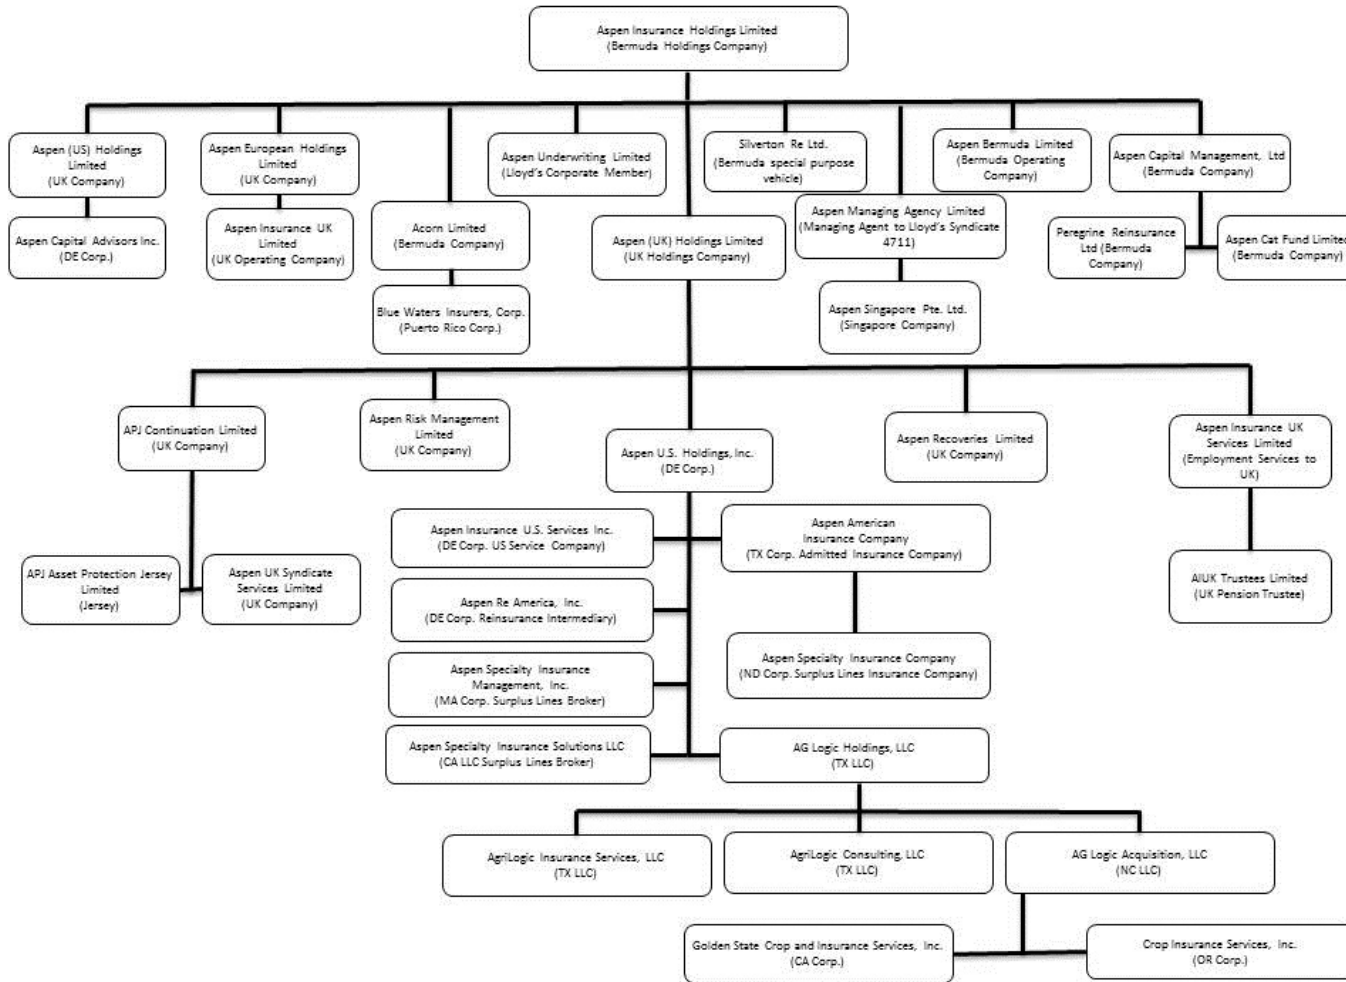 Aspen Insurance Holdings Limited
(Bermuda Holdings Company)
Aspen (US) Holdings
Limited
(UK Company)
Aspen European Holdings
Limited
(UK Company)
Aspen Underwriting Limited
(Lloyd's Corporate Member)
Silverton Re Ltd.
(Bermuda special purpose
vehicle)
Aspen Bermuda Limited
(Bermuda Operating
Company)
Aspen Capital Management, Ltd
(Bermuda Company)
Aspen Capital Advisors Inc.
(DE Corp.)
Aspen Insurance UK
Limited
(UK Operating Company)
Acorn Limited
(Bermuda Company)
Aspen (UK) Holdings Limited
(UK Holdings Company)
Aspen Managing Agency Limited
(Managing Agent to Lloyd's Syndicate
4711)
Peregrine Reinsurance
Ltd (Bermuda
Company)
Aspen Cat Fund Limited
(Bermuda Company)
Blue Waters Insurers, Corp.
(Puerto Rico Corp.)
Aspen Singapore Pte. Ltd.
(Singapore Company)
APJ Continuation Limited
(UK Company)
Aspen Risk Management
Limited
(UK Company)
Aspen U.S. Holdings, Inc.
(DE Corp.)
Aspen Recoveries Limited
(UK Company)
Aspen Insurance UK
Services Limited
(Employment Services to
UK)
Aspen Insurance U.S. Services Inc.
(DE Corp. US Service Company)
Aspen American
Insurance Company
(TX Corp. Admitted Insurance Company)
APJ Asset Protection Jersey
Limited
(Jersey)
Aspen UK Syndicate
Services Limited
(UK Company)
AIUK Trustees Limited
(UK Pension Trustee)
Aspen Re America, Inc.
(DE Corp. Reinsurance Intermediary)
Aspen Specialty Insurance
Management, Inc.
(MA Corp. Surplus Lines Broker)
Aspen Specialty Insurance Company
(ND Corp. Surplus Lines Insurance Company)
Aspen Specialty Insurance Solutions LLC
(CA LLC Surplus Lines Broker)
AG Logic Holdings, LLC
(TX LLC)
AgriLogic Insurance Services, LLC
(TX LLC)
AgriLogic Consulting, LLC
(TX LLC)
AG Logic Acquisition, LLC
(NC LLC)
Golden State Crop and Insurance Services, Inc.
(CA Corp.)
Crop Insurance Services, Inc.
(OR Corp.)